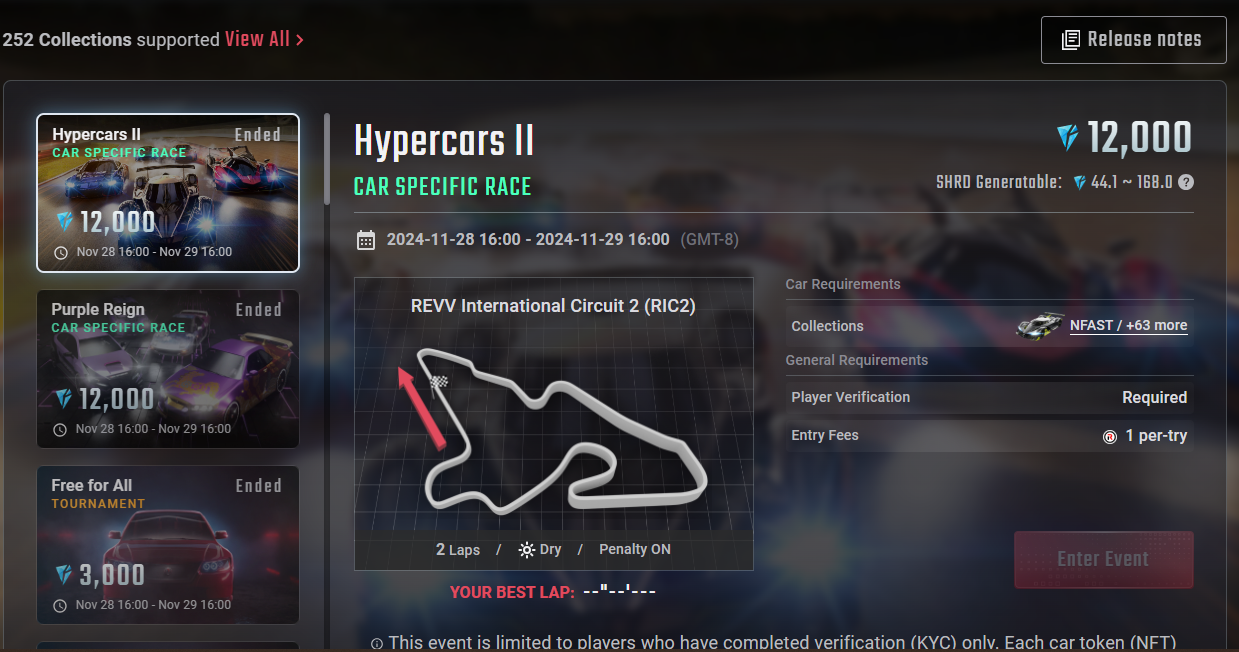 252 Collections supported View All >
Release notes
Hypercars II
Ended
CAR SPECIFIC RACE
12,000
Nov 28 16:00 - Nov 29 16:00
Purple Reign
Ended
CAR SPECIFIC RACE
12,000
Nov 28 16:00 - Nov 29 16:00
Free for All
Ended
TOURNAMENT
3,000
Nov 28 16:00 - Nov 29 16:00
Hypercars II
12,000
CAR SPECIFIC RACE
SHRD Generatable: 44.1 ~ 168.0 ?
2024-11-28 16:00 - 2024-11-29 16:00 (GMT-8)
REVV International Circuit 2 (RIC2)
2 Laps / Dry / Penalty ON
YOUR BEST LAP: --"--'---
Car Requirements
Collections
NFAST / +63 more
General Requirements
Player Verification
Required
Entry Fees
1 per-try
Enter Event
This event is limited to players who have completed verification (KYC) only. Each car token (NFT)